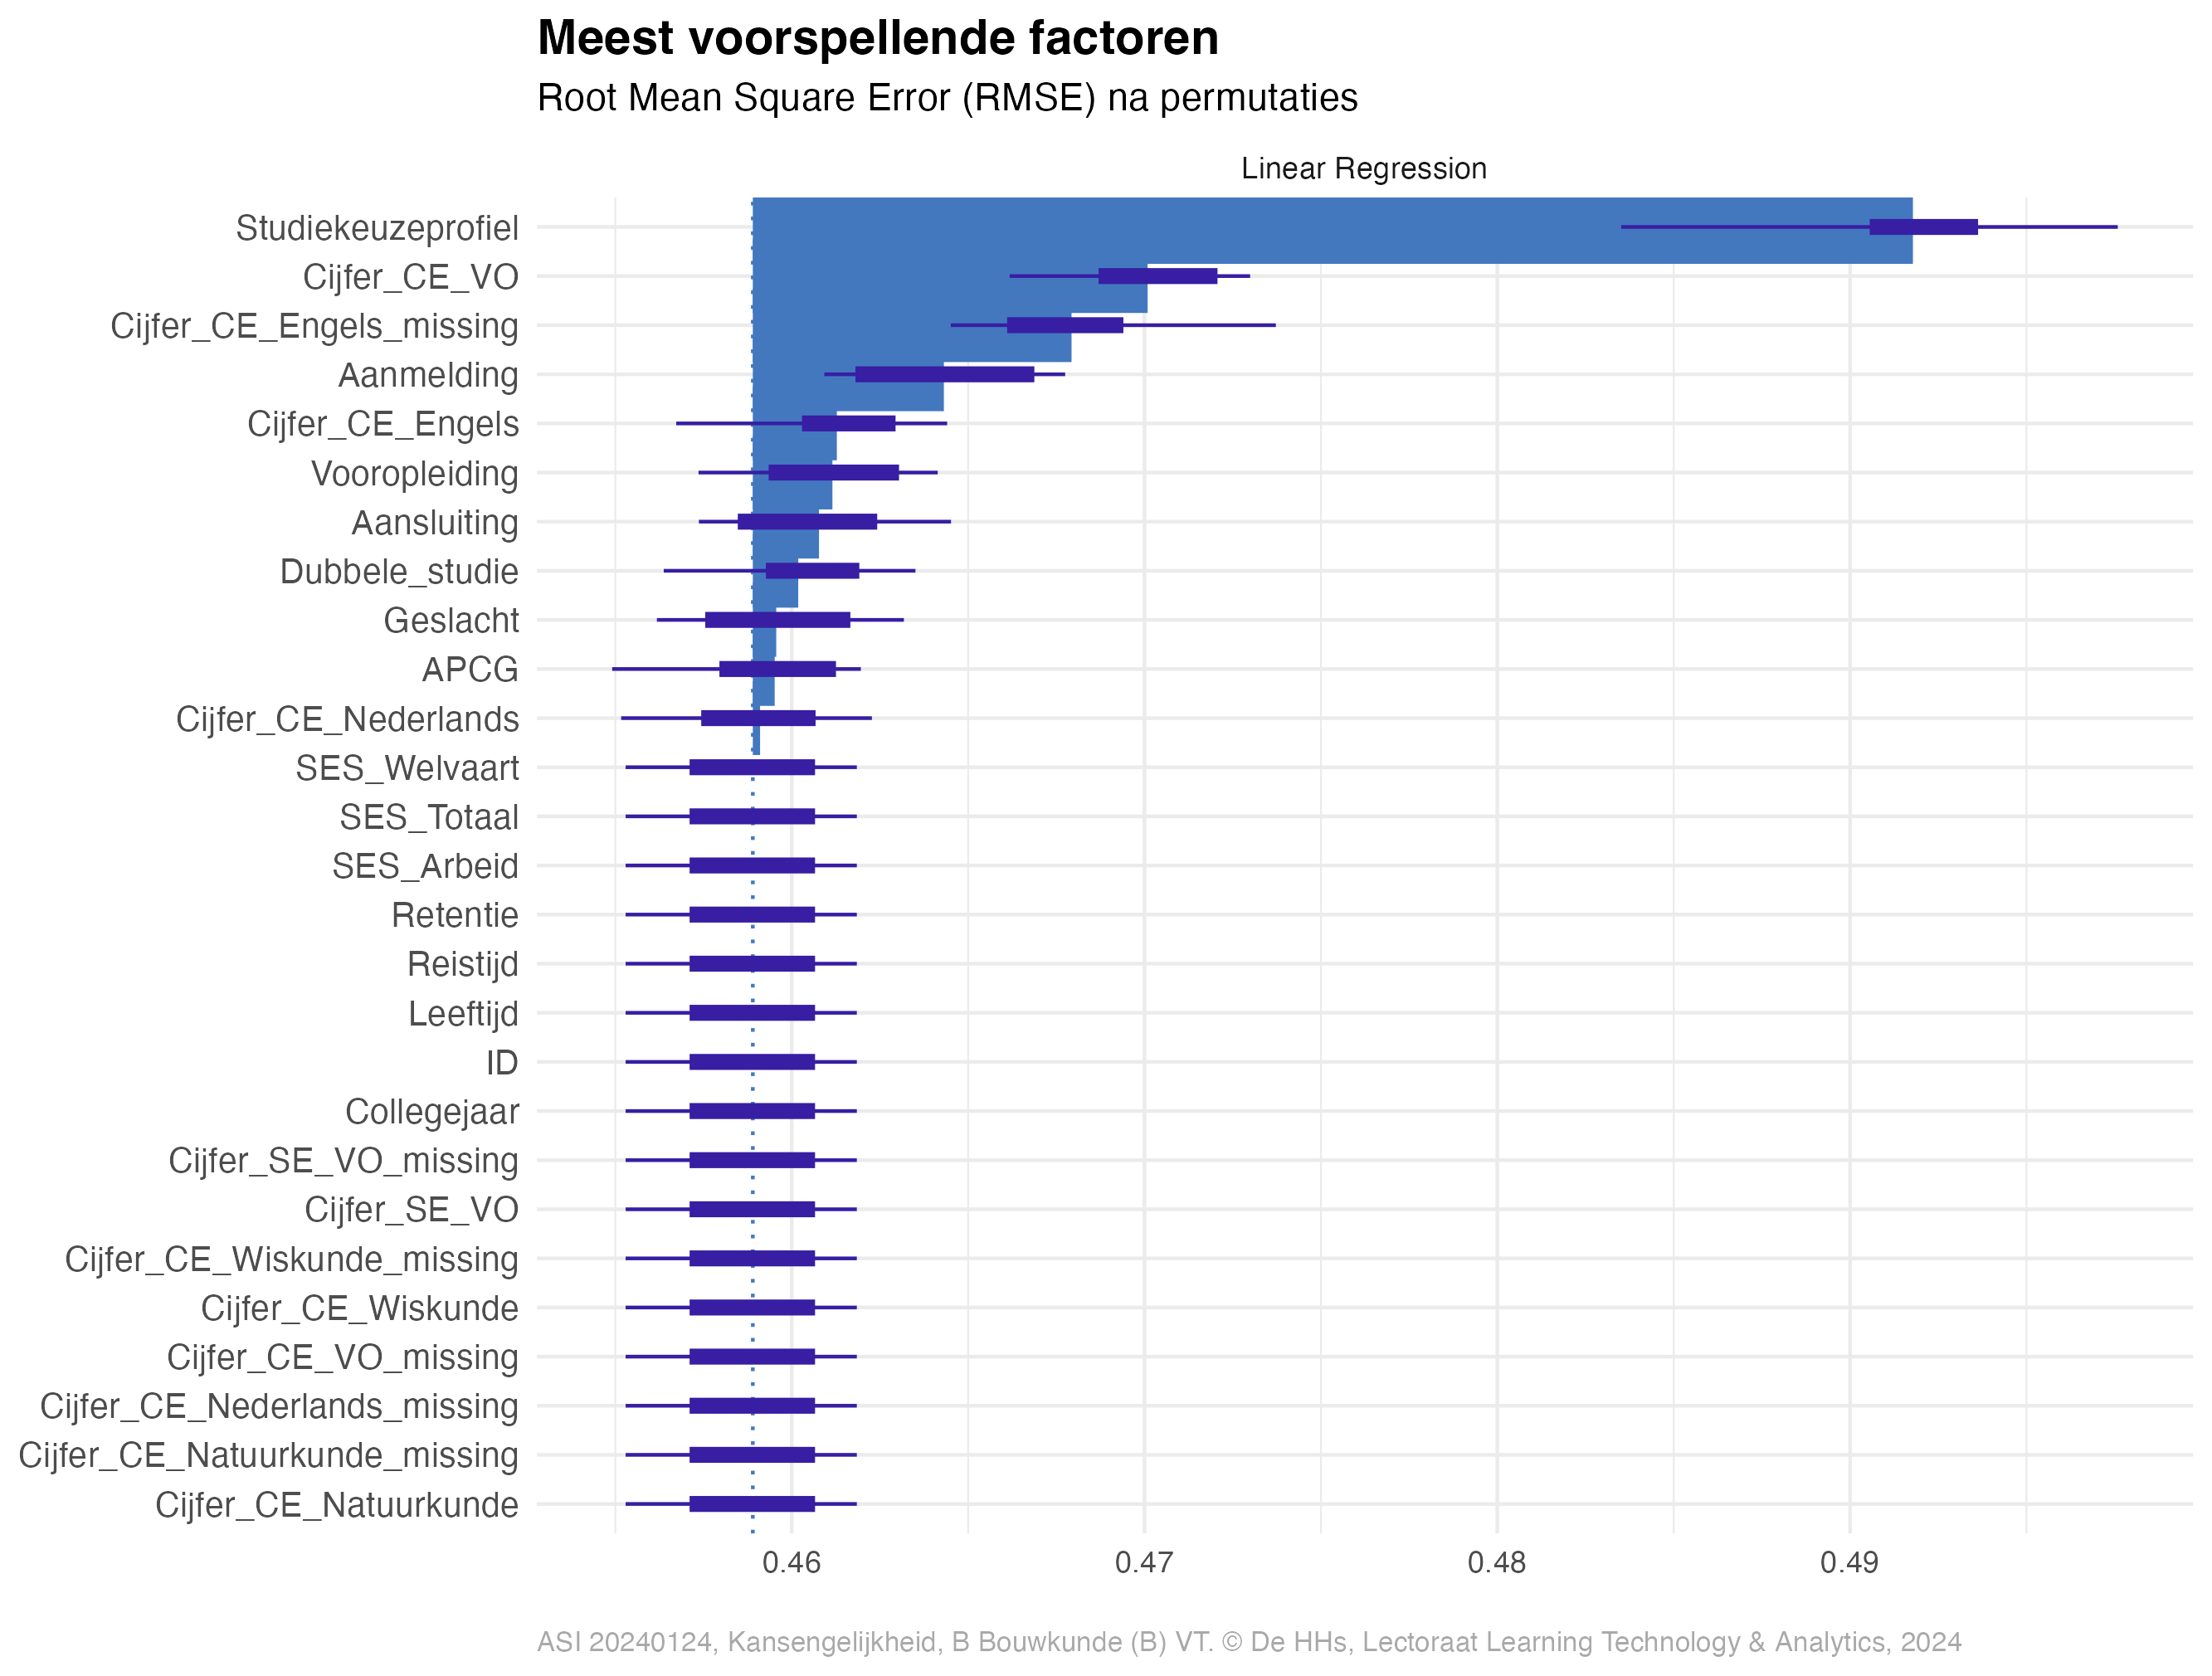 Meest voorspellende factoren
Root Mean Square Error (RMSE) na permutaties
Linear Regression
Studiekeuzeprofiel
Cijfer_CE_VO
Cijfer_CE_Engels_missing
Aanmelding
Cijfer_CE_Engels
Vooropleiding
Aansluiting
Dubbele_studie
Geslacht
APCG
Cijfer_CE_Nederlands
SES_Welvaart
SES_Totaal
SES_Arbeid
Retentie
Reistijd
Leeftijd
ID
Collegejaar
Cijfer_SE_VO_missing
Cijfer_SE_VO
Cijfer_CE_Wiskunde_missing
Cijfer_CE_Wiskunde
Cijfer_CE_VO_missing
Cijfer_CE_Nederlands_missing
Cijfer_CE_Natuurkunde_missing
Cijfer_CE_Natuurkunde
0.46 0.47 0.48 0.49
ASI 20240124, Kansengelijkheid, B Bouwkunde (B) VT. © De HHs, Lectoraat Learning Technology & Analytics, 2024